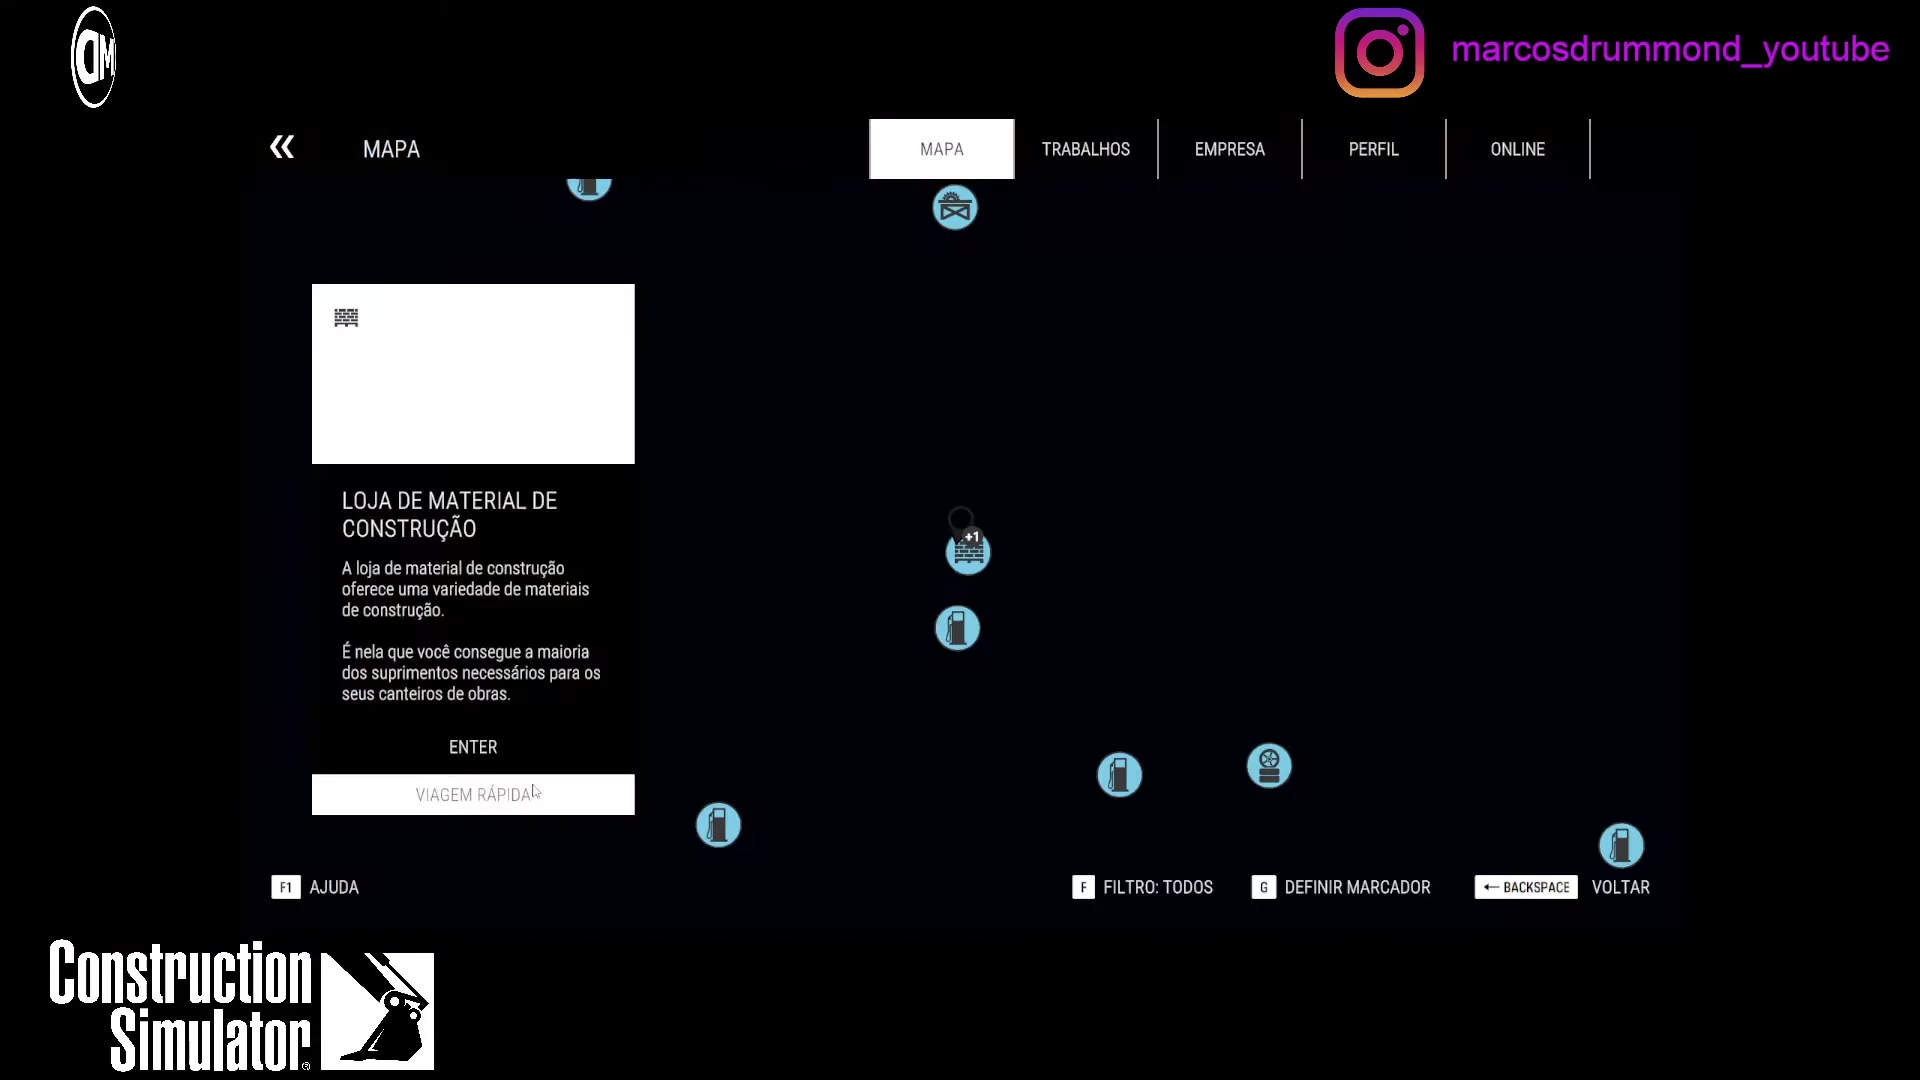 DM
marcosdrummond_youtube
MAPA
MAPA
TRABALHOS
EMPRESA
PERFIL
ONLINE
LOJA DE MATERIAL DE
CONSTRUÇÃO
A loja de material de construção
oferece uma variedade de materiais
de construção.
É nela que você consegue a maioria
dos suprimentos necessários para os
seus canteiros de obras.
ENTER
VIAGEM RÁPIDA
+1
F1 AJUDA
F FILTRO: TODOS
G DEFINIR MARCADOR
BACKSPACE VOLTAR
Construction
Simulator®